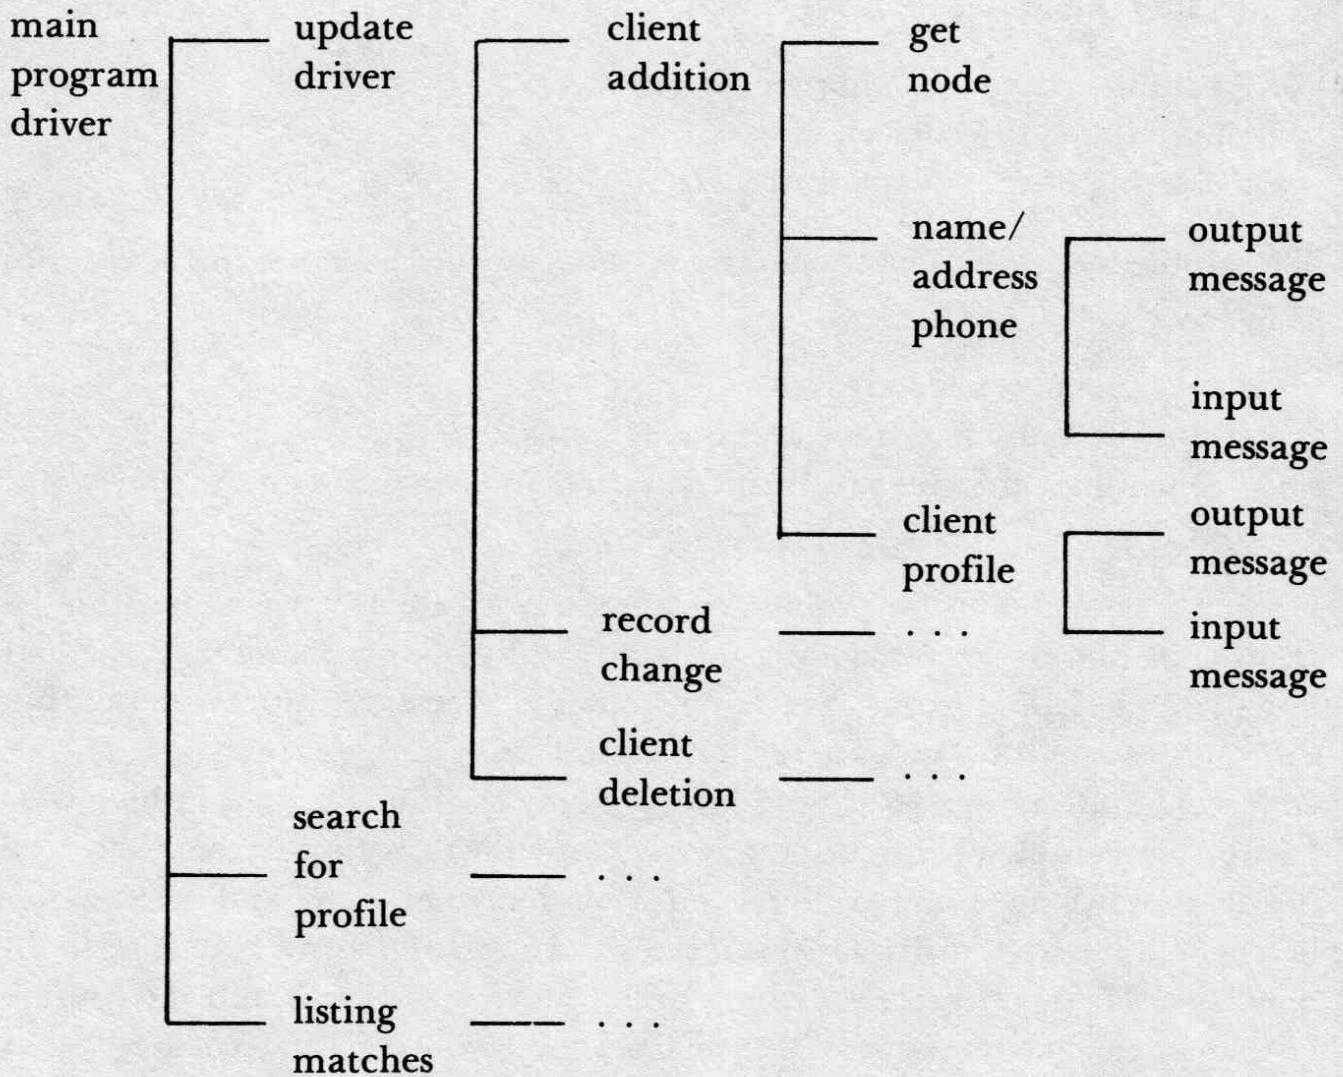 main
program
driver
update
driver
client
addition
get
node
name/
address
phone
output
message
input
message
client
profile
output
message
input
message
record
change
. . .
client
deletion
. . .
search
for
profile
. . .
listing
matches
. . .